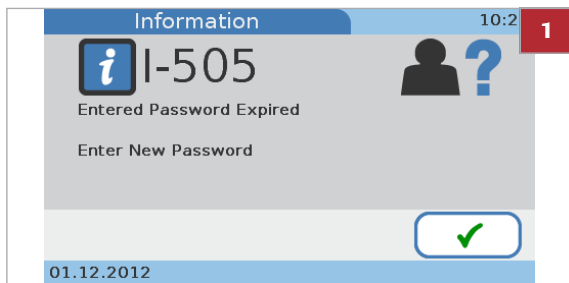 Information
10:2
1
i I-505
Entered Password Expired
Enter New Password
01.12.2012